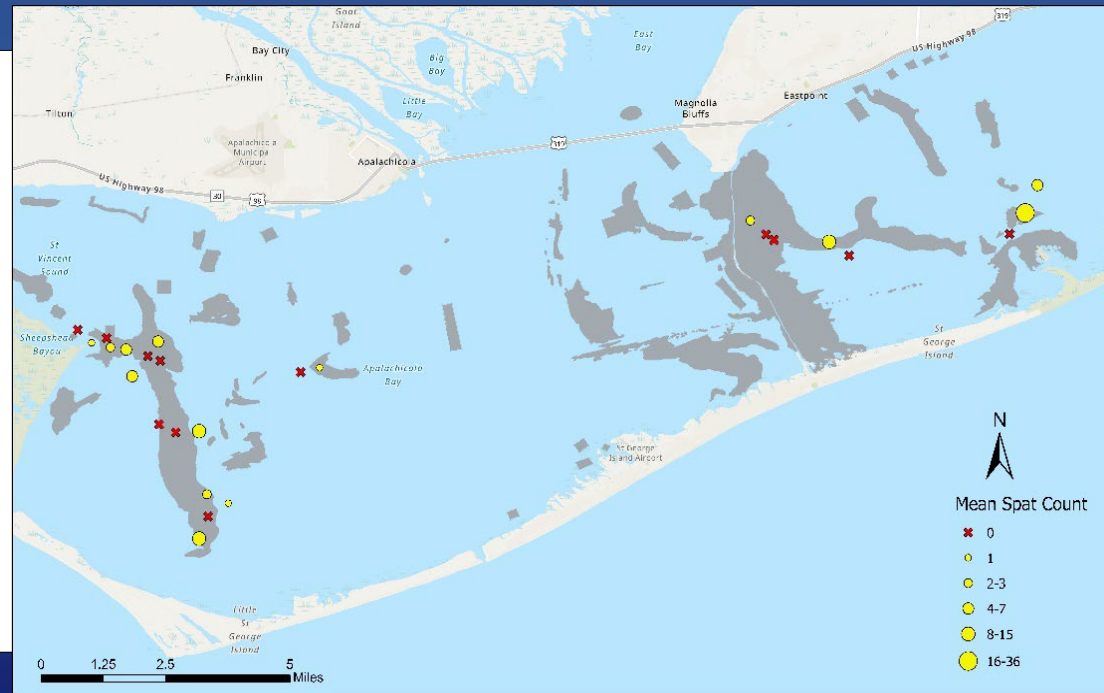 Goat
Island
319
US Highway 98
Bay City
East
Bay
Big
Bay
Franklin
Little
Bay
Magnolia
Bluffs
Eastpoint
Tilton
Apalachicola
Municipal
Airport
319
Apalachicola
US Highway 98
30
98
St
Vincent
Sound
Sheepshead
Bayou
St
George
Island
Apalachicola
Bay
St George
Island Airport
N
Mean Spat Count
0
1
2-3
4-7
8-15
16-36
Little
St
George
Island
0 1.25 2.5 5
Miles